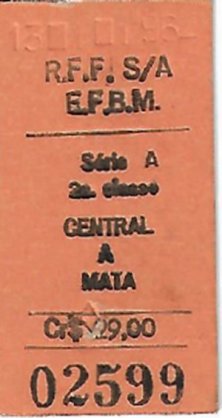 R.F.F. S/A
E.F.B.M.
Série A
2a. classe
CENTRAL
A
MATA
Cr$ 29,00
02599